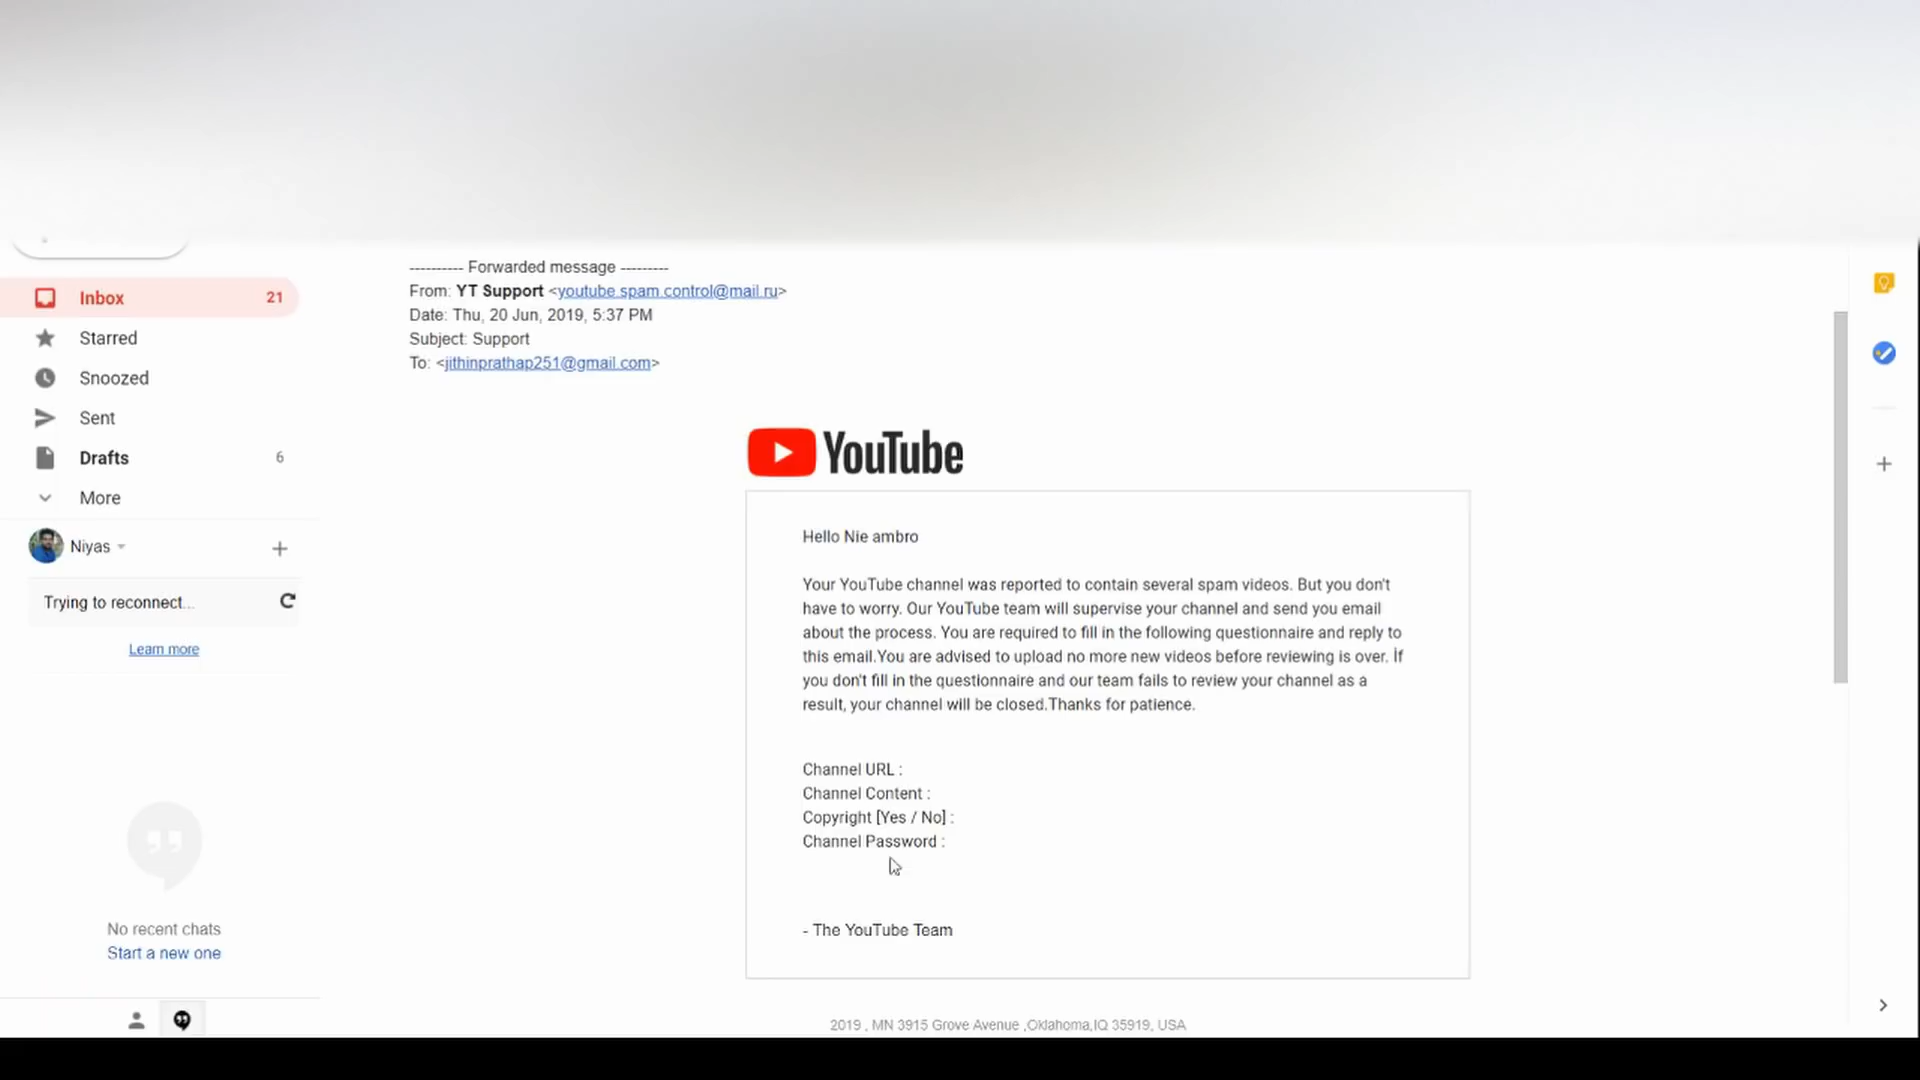 Inbox 21
Starred
Snoozed
Sent
Drafts 6
More
Niyas
Trying to reconnect...
Learn more
No recent chats
Start a new one
---------- Forwarded message ---------
From: YT Support <youtube.spam.control@mail.ru>
Date: Thu, 20 Jun, 2019, 5:37 PM
Subject: Support
To: <jithinprathap251@gmail.com>
YouTube
Hello Nie ambro
Your YouTube channel was reported to contain several spam videos. But you don't
have to worry. Our YouTube team will supervise your channel and send you email
about the process. You are required to fill in the following questionnaire and reply to
this email.You are advised to upload no more new videos before reviewing is over. İf
you don't fill in the questionnaire and our team fails to review your channel as a
result, your channel will be closed.Thanks for patience.
Channel URL :
Channel Content :
Copyright [Yes / No] :
Channel Password :
- The YouTube Team
2019 , MN 3915 Grove Avenue ,Oklahoma,IQ 35919, USA